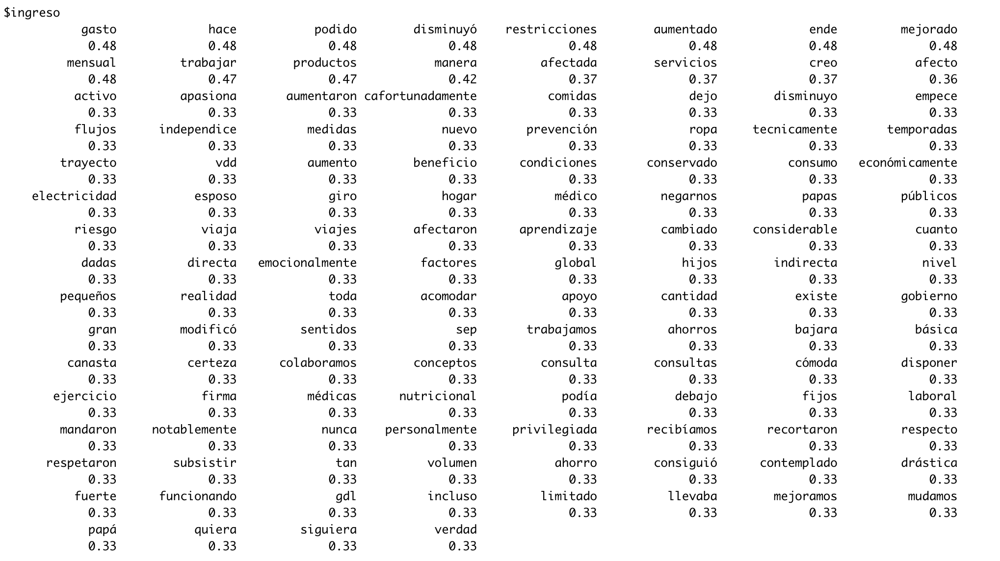 $ingreso
gasto hace podido disminuyó restricciones aumentado ende mejorado
0.48 0.48 0.48 0.48 0.48 0.48 0.48 0.48
mensual trabajar productos manera afectada servicios creo afecto
0.48 0.47 0.47 0.42 0.37 0.37 0.37 0.36
activo apasiona aumentaron cafortunadamente comidas dejo disminuyo empece
0.33 0.33 0.33 0.33 0.33 0.33 0.33 0.33
flujos independice medidas nuevo prevención ropa tecnicamente temporadas
0.33 0.33 0.33 0.33 0.33 0.33 0.33 0.33
trayecto vdd aumento beneficio condiciones conservado consumo económicamente
0.33 0.33 0.33 0.33 0.33 0.33 0.33 0.33
electricidad esposo giro hogar médico negarnos papas públicos
0.33 0.33 0.33 0.33 0.33 0.33 0.33 0.33
riesgo viaja viajes afectaron aprendizaje cambiado considerable cuanto
0.33 0.33 0.33 0.33 0.33 0.33 0.33 0.33
dadas directa emocionalmente factores global hijos indirecta nivel
0.33 0.33 0.33 0.33 0.33 0.33 0.33 0.33
pequeños realidad toda acomodar apoyo cantidad existe gobierno
0.33 0.33 0.33 0.33 0.33 0.33 0.33 0.33
gran modificó sentidos sep trabajamos ahorros bajara básica
0.33 0.33 0.33 0.33 0.33 0.33 0.33 0.33
canasta certeza colaboramos conceptos consulta consultas cómoda disponer
0.33 0.33 0.33 0.33 0.33 0.33 0.33 0.33
ejercicio firma médicas nutricional podía debajo fijos laboral
0.33 0.33 0.33 0.33 0.33 0.33 0.33 0.33
mandaron notablemente nunca personalmente privilegiada recibíamos recortaron respecto
0.33 0.33 0.33 0.33 0.33 0.33 0.33 0.33
respetaron subsistir tan volumen ahorro consiguió contemplado drástica
0.33 0.33 0.33 0.33 0.33 0.33 0.33 0.33
fuerte funcionando gdl incluso limitado llevaba mejoramos mudamos
0.33 0.33 0.33 0.33 0.33 0.33 0.33 0.33
papá quiera siguiera verdad
0.33 0.33 0.33 0.33